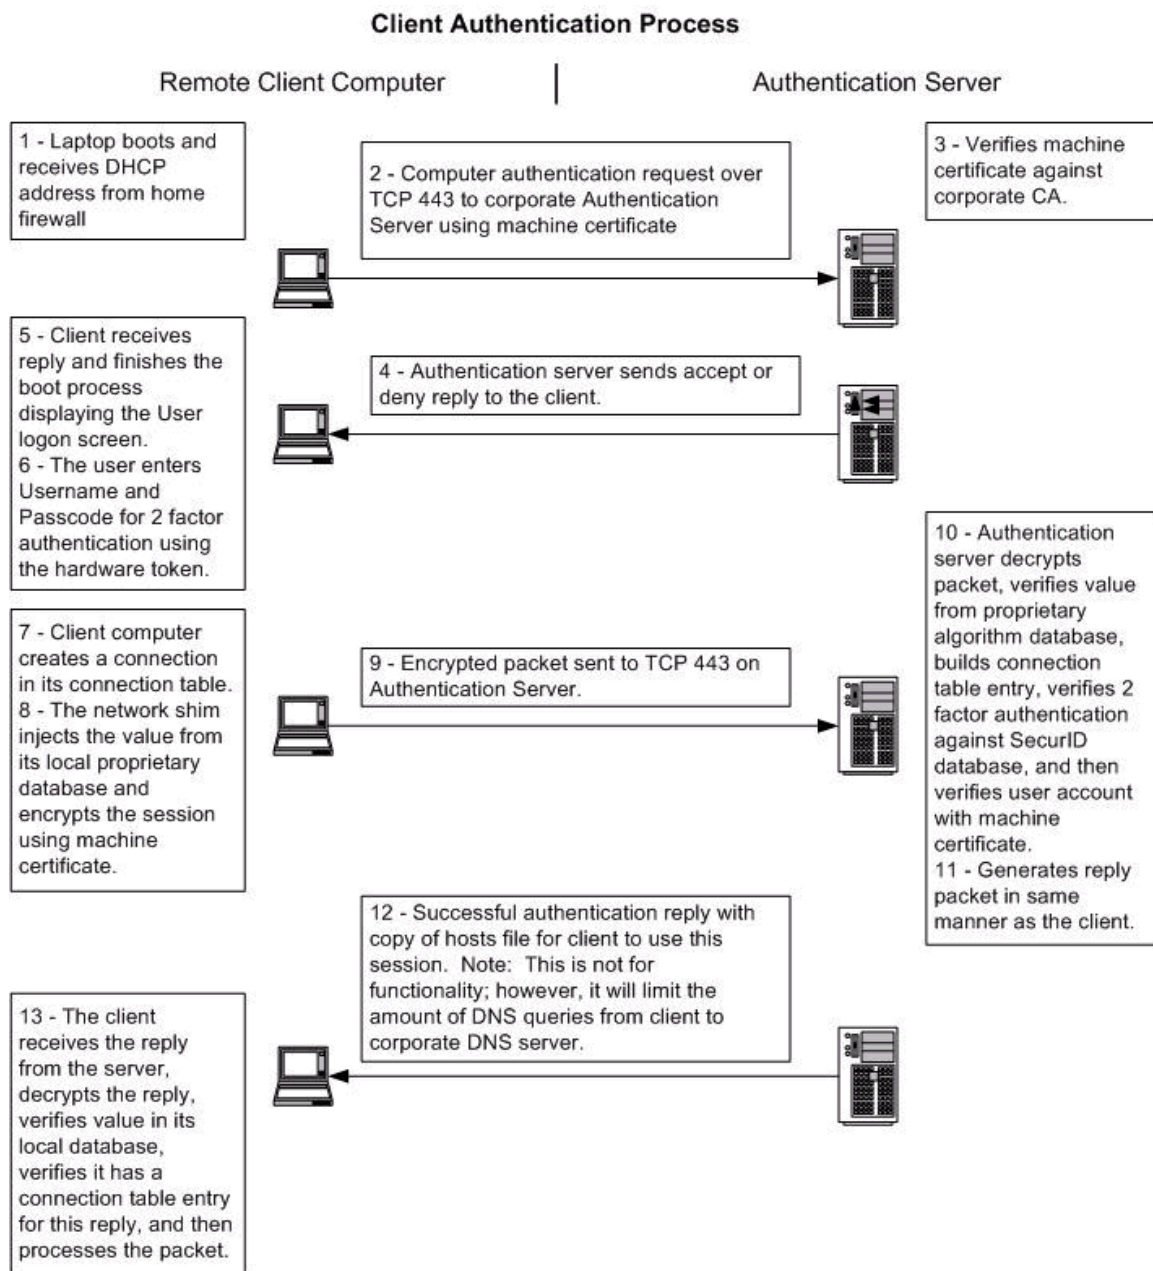 Client Authentication Process
Remote Client Computer
Authentication Server
1 - Laptop boots and
receives DHCP
address from home
firewall
2 - Computer authentication request over
TCP 443 to corporate Authentication
Server using machine certificate
3 - Verifies machine
certificate against
corporate CA.
5 - Client receives
reply and finishes the
boot process
displaying the User
logon screen.
6 - The user enters
Username and
Passcode for 2 factor
authentication using
the hardware token.
4 - Authentication server sends accept or
deny reply to the client.
7 - Client computer
creates a connection
in its connection table.
8 - The network shim
injects the value from
its local proprietary
database and
encrypts the session
using machine
certificate.
9 - Encrypted packet sent to TCP 443 on
Authentication Server.
10 - Authentication
server decrypts
packet, verifies value
from proprietary
algorithm database,
builds connection
table entry, verifies 2
factor authentication
against SecurID
database, and then
verifies user account
with machine
certificate.
11 - Generates reply
packet in same
manner as the client.
12 - Successful authentication reply with
copy of hosts file for client to use this
session.  Note:  This is not for
functionality; however, it will limit the
amount of DNS queries from client to
corporate DNS server.
13 - The client
receives the reply
from the server,
decrypts the reply,
verifies value in its
local database,
verifies it has a
connection table entry
for this reply, and then
processes the packet.